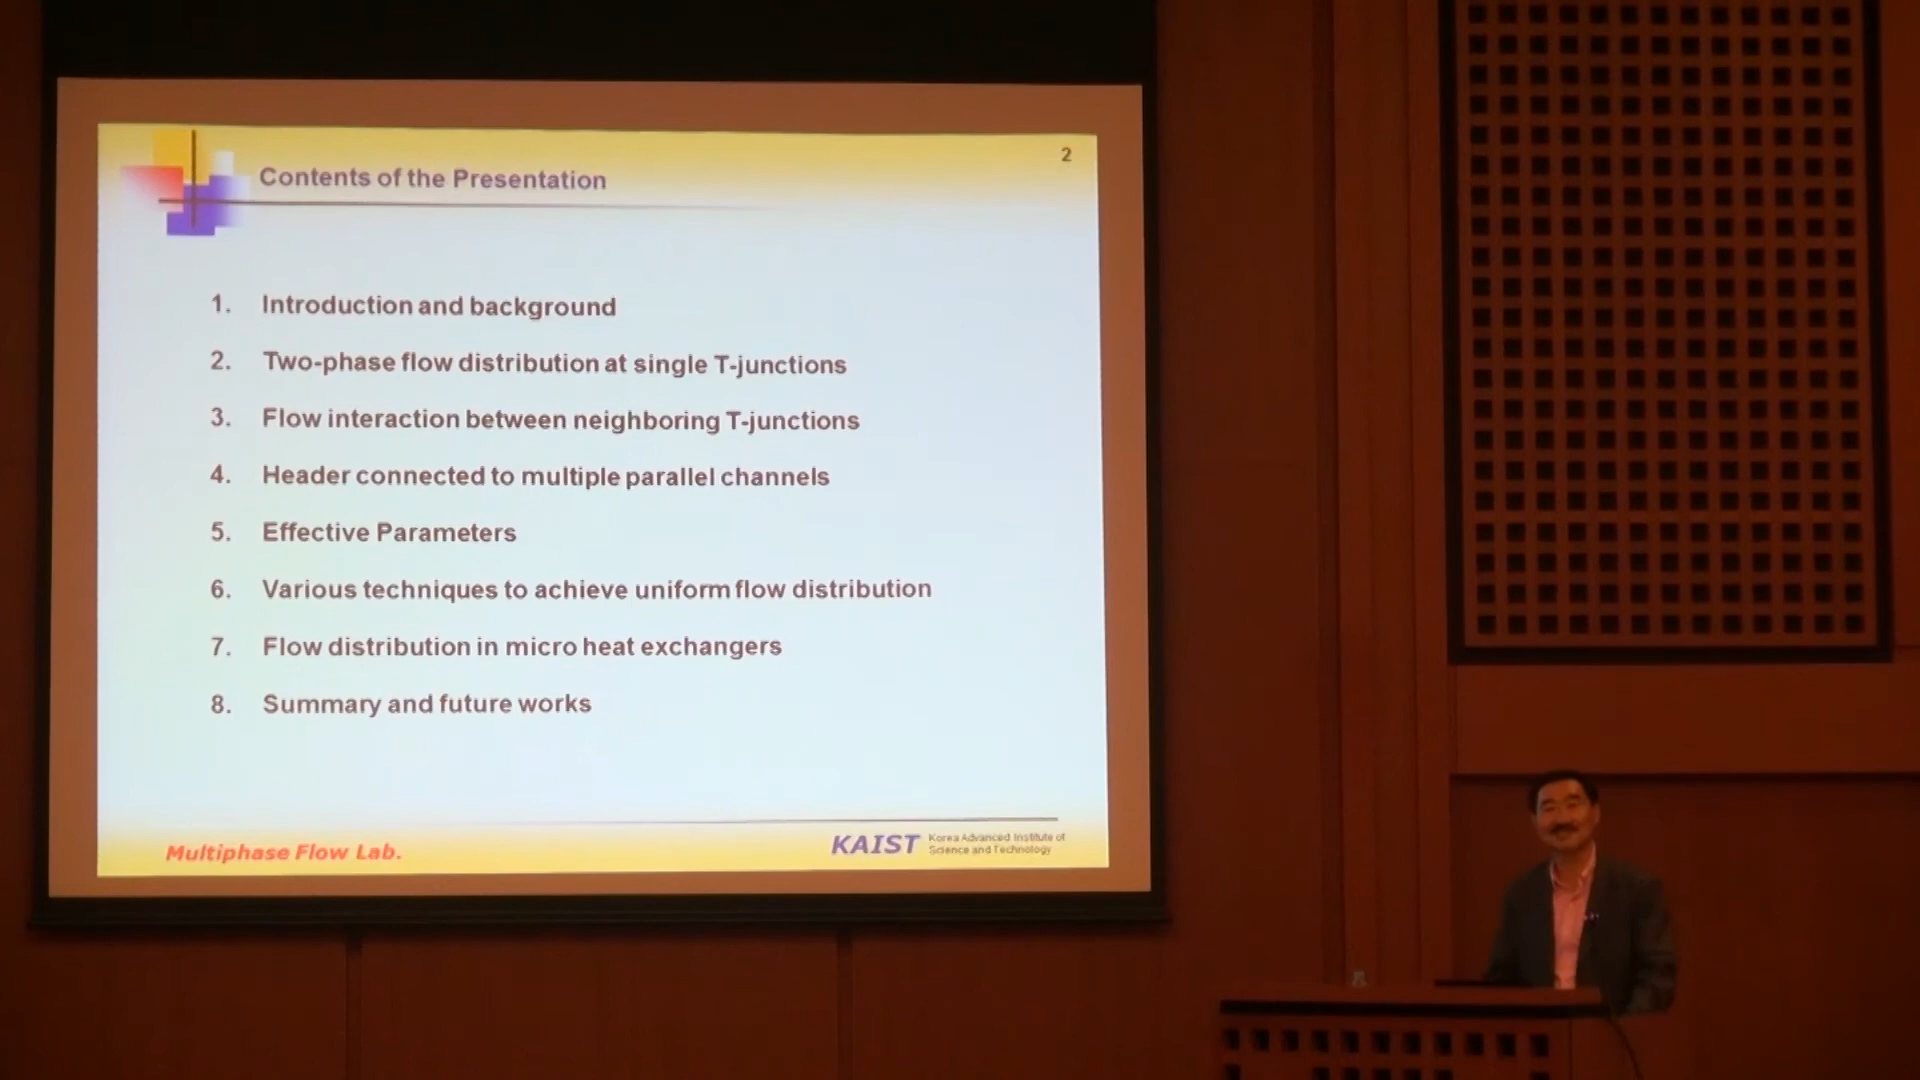 2
Contents of the Presentation
1. Introduction and background
2. Two-phase flow distribution at single T-junctions
3. Flow interaction between neighboring T-junctions
4. Header connected to multiple parallel channels
5. Effective Parameters
6. Various techniques to achieve uniform flow distribution
7. Flow distribution in micro heat exchangers
8. Summary and future works
Multiphase Flow Lab.
KAIST
Korea Advanced Institute of
Science and Technology